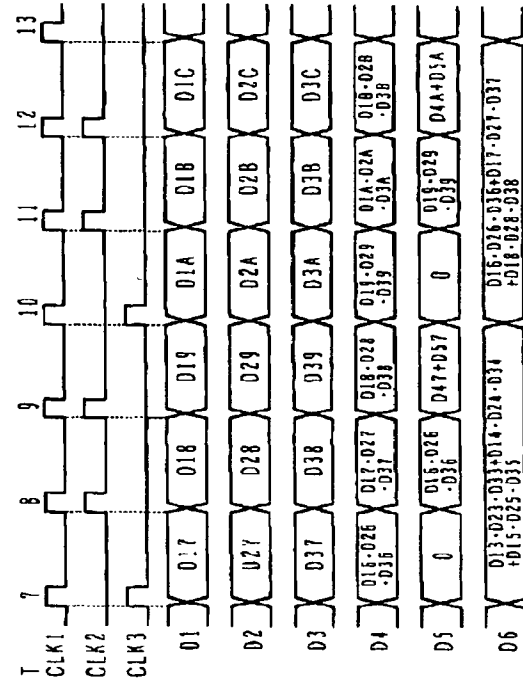 T 7 8 9 10 11 12 13
CLK1
CLK2
CLK3
D1 D17 D18 D19 D1A D1B D1C
D2 D2Y D28 D29 D2A D2B D2C
D3 D37 D38 D39 D3A D3B D3C
D4 D16·D26 D17·D27 D18·D28 D19·D29 D1A·D2A D1B·D2B
·D36 ·D37 ·D38 ·D39 ·D3A ·D3B
D5 0 D16·D26 D47+D57 0 D19·D29 D4A+D5A
·D36 ·D39
D6 D13·D23·D33+D14·D24·D34 D16·D26·D36+D17·D27·D37
+D15·D25·D35 +D18·D28·D38